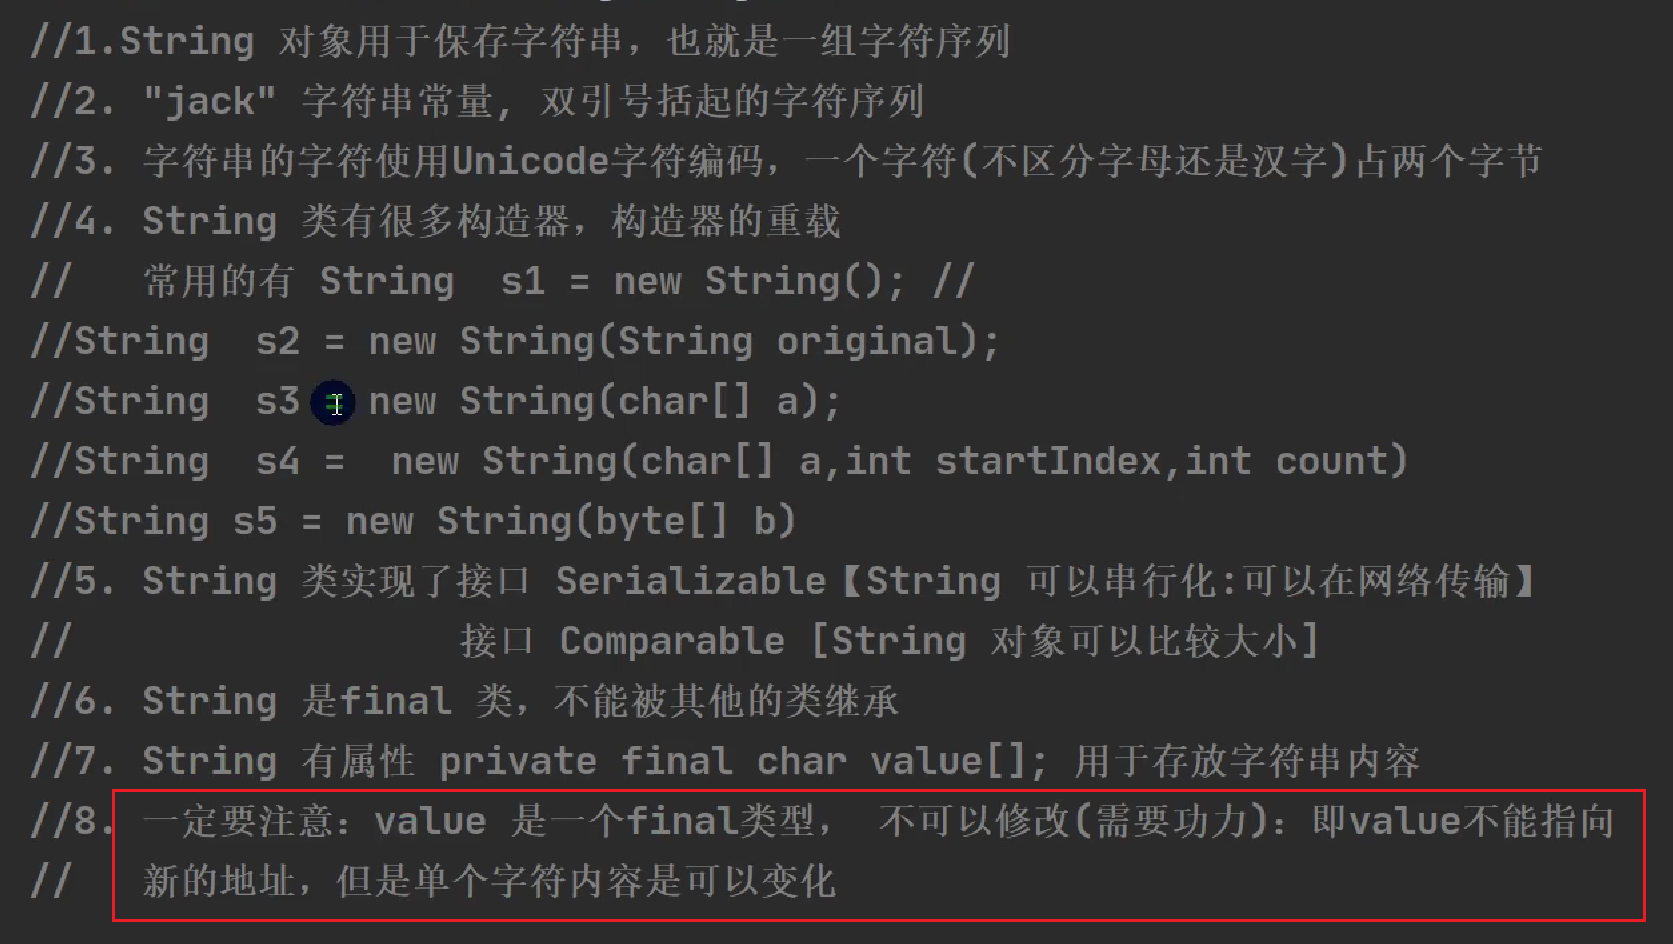 //1.String 对象用于保存字符串，也就是一组字符序列
//2. "jack" 字符串常量, 双引号括起的字符序列
//3. 字符串的字符使用Unicode字符编码，一个字符(不区分字母还是汉字)占两个字节
//4. String 类有很多构造器，构造器的重载
//   常用的有 String  s1 = new String(); //
//String  s2 = new String(String original);
//String  s3 = new String(char[] a);
//String  s4 =  new String(char[] a,int startIndex,int count)
//String s5 = new String(byte[] b)
//5. String 类实现了接口 Serializable【String 可以串行化:可以在网络传输】
//                 接口 Comparable [String 对象可以比较大小]
//6. String 是final 类，不能被其他的类继承
//7. String 有属性 private final char value[]; 用于存放字符串内容
//8. 一定要注意：value 是一个final类型， 不可以修改(需要功力)：即value不能指向
//   新的地址，但是单个字符内容是可以变化